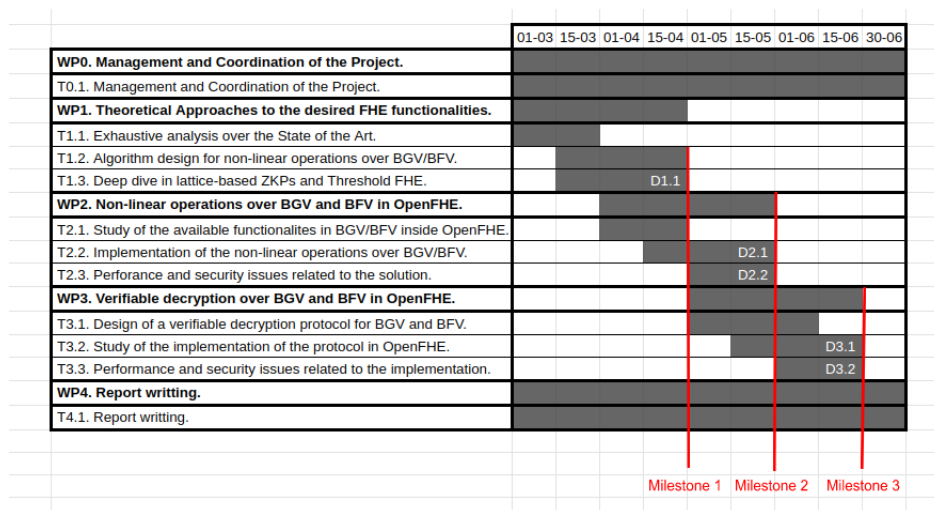 01-03 15-03 01-04 15-04 01-05 15-05 01-06 15-06 30-06
WP0. Management and Coordination of the Project.
T0.1. Management and Coordination of the Project.
WP1. Theoretical Approaches to the desired FHE functionalities.
T1.1. Exhaustive analysis over the State of the Art.
T1.2. Algorithm design for non-linear operations over BGV/BFV.
T1.3. Deep dive in lattice-based ZKPs and Threshold FHE. D1.1
WP2. Non-linear operations over BGV and BFV in OpenFHE.
T2.1. Study of the available functionalites in BGV/BFV inside OpenFHE.
T2.2. Implementation of the non-linear operations over BGV/BFV. D2.1
T2.3. Perforance and security issues related to the solution. D2.2
WP3. Verifiable decryption over BGV and BFV in OpenFHE.
T3.1. Design of a verifiable decryption protocol for BGV and BFV.
T3.2. Study of the implementation of the protocol in OpenFHE. D3.1
T3.3. Performance and security issues related to the implementation. D3.2
WP4. Report writting.
T4.1. Report writting.
Milestone 1 Milestone 2 Milestone 3